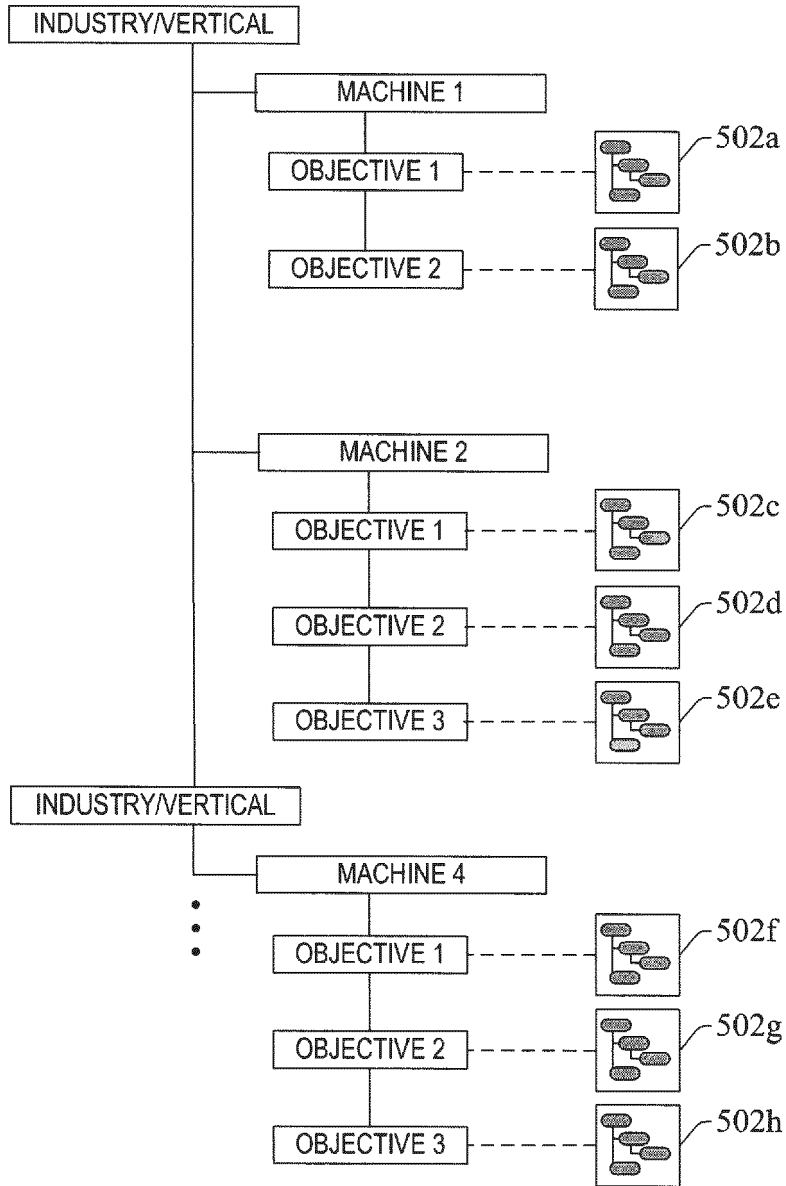 INDUSTRY/VERTICAL
MACHINE 1
OBJECTIVE 1
502a
OBJECTIVE 2
502b
MACHINE 2
OBJECTIVE 1
502c
OBJECTIVE 2
502d
OBJECTIVE 3
502e
INDUSTRY/VERTICAL
MACHINE 4
OBJECTIVE 1
502f
OBJECTIVE 2
502g
OBJECTIVE 3
502h